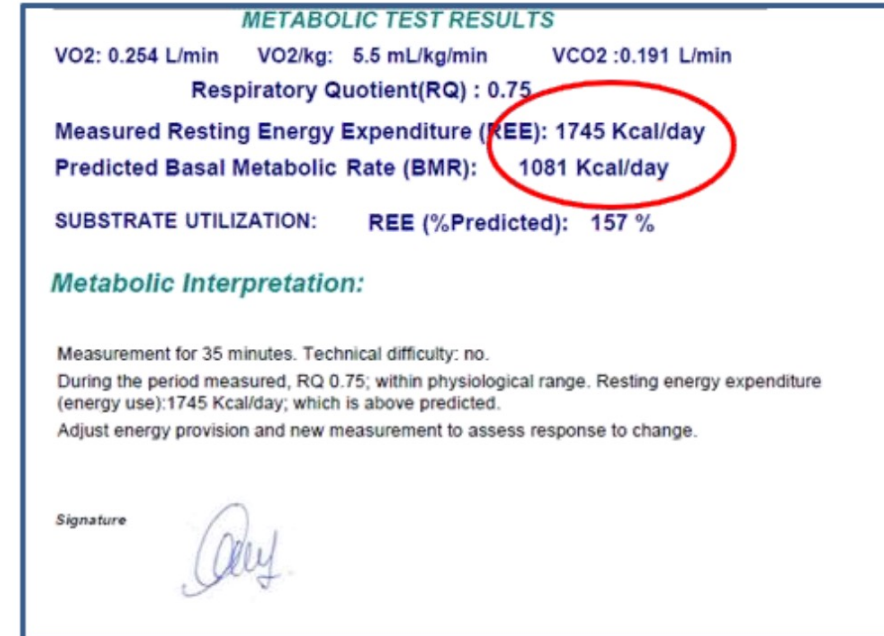 METABOLIC TEST RESULTS
VO2: 0.254 L/min VO2/kg: 5.5 mL/kg/min VCO2 :0.191 L/min
Respiratory Quotient(RQ) : 0.75
Measured Resting Energy Expenditure (REE): 1745 Kcal/day
Predicted Basal Metabolic Rate (BMR): 1081 Kcal/day
SUBSTRATE UTILIZATION: REE (%Predicted): 157 %
Metabolic Interpretation:
Measurement for 35 minutes. Technical difficulty: no.
During the period measured, RQ 0.75; within physiological range. Resting energy expenditure
(energy use):1745 Kcal/day; which is above predicted.
Adjust energy provision and new measurement to assess response to change.
Signature